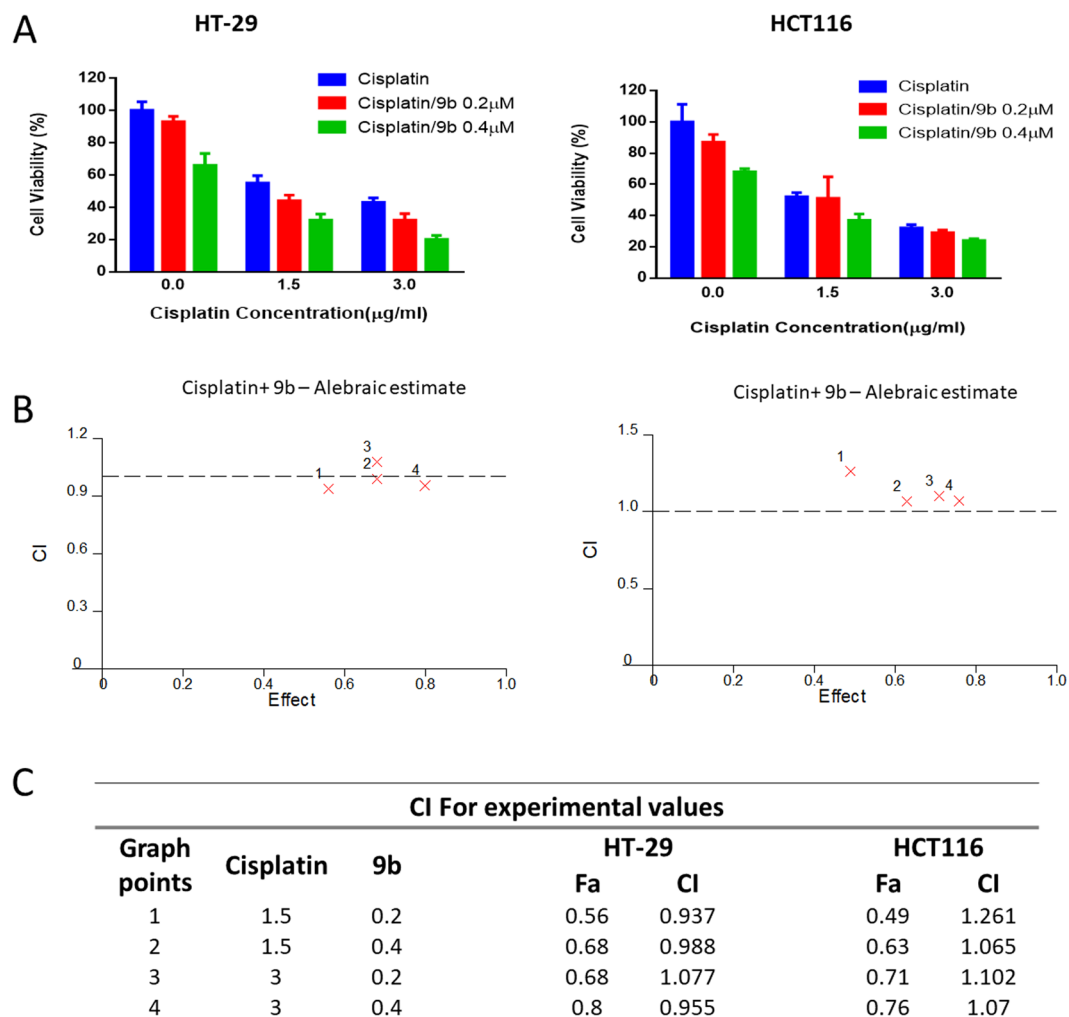 A
HT-29
HCT116
Cisplatin
Cisplatin/9b 0.2μM
Cisplatin/9b 0.4μM
Cell Viability (%)
120
100
80
60
40
20
0
0.0 1.5 3.0
Cisplatin Concentration(μg/ml)
Cisplatin
Cisplatin/9b 0.2μM
Cisplatin/9b 0.4μM
Cell Viability (%)
120
100
80
60
40
20
0
0.0 1.5 3.0
Cisplatin Concentration(μg/ml)
B
Cisplatin+ 9b – Alebraic estimate
CI
1.2
0.9
0.6
0.3
0
1
2
3
4
0 0.2 0.4 0.6 0.8 1.0
Effect
Cisplatin+ 9b – Alebraic estimate
CI
1.5
1.0
0.5
0
1
2
3
4
0 0.2 0.4 0.6 0.8 1.0
Effect
C
CI For experimental values
Graph points Cisplatin 9b HT-29 HCT116
Fa CI Fa CI
1 1.5 0.2 0.56 0.937 0.49 1.261
2 1.5 0.4 0.68 0.988 0.63 1.065
3 3 0.2 0.68 1.077 0.71 1.102
4 3 0.4 0.8 0.955 0.76 1.07